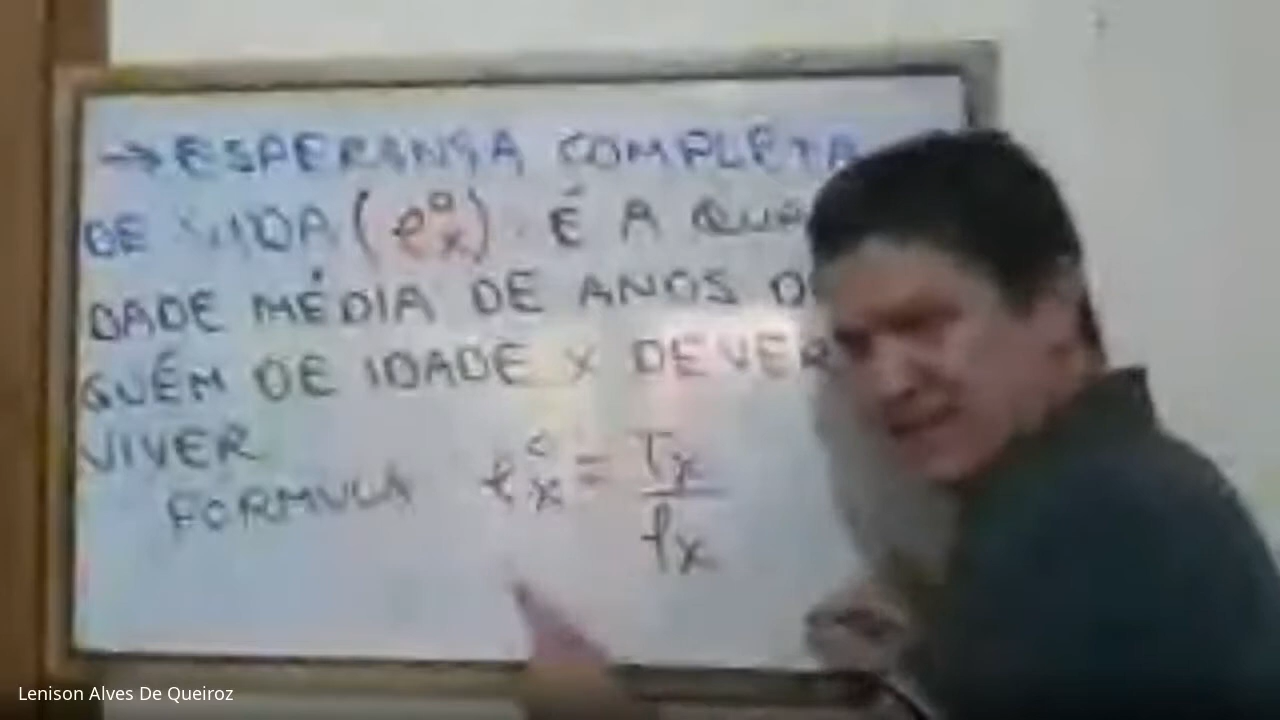 → ESPERANÇA COMPLETA
DE VIDA (e°x) É A QUA
DADE MÉDIA DE ANOS
GUÉM DE IDADE X DEVER
VIVER
FORMULA e°x = Tx / lx
Lenison Alves De Queiroz